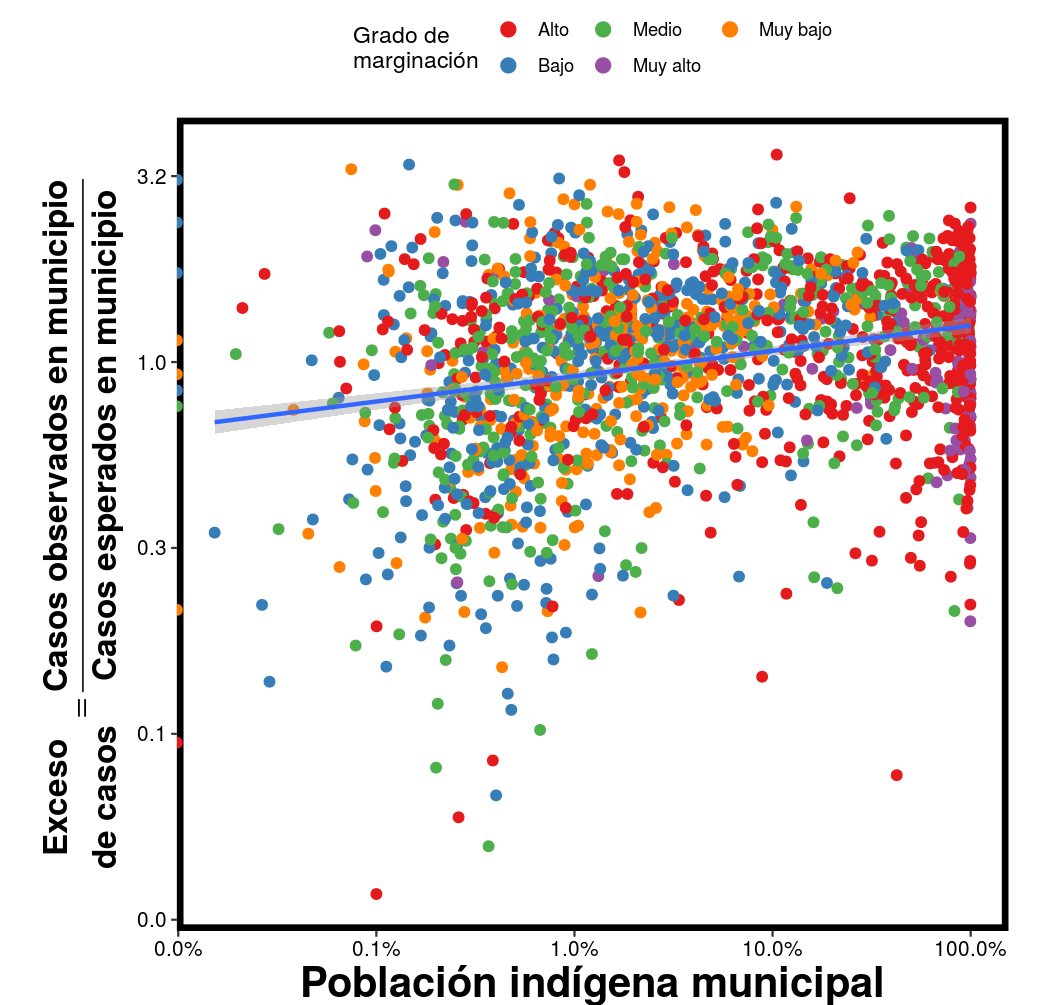 Grado de
marginación
Alto
Medio
Muy bajo
Bajo
Muy alto
Exceso
de casos
=
Casos observados en municipio
Casos esperados en municipio
3.2
1.0
0.3
0.1
0.0
0.0%
0.1%
1.0%
10.0%
100.0%
Población indígena municipal